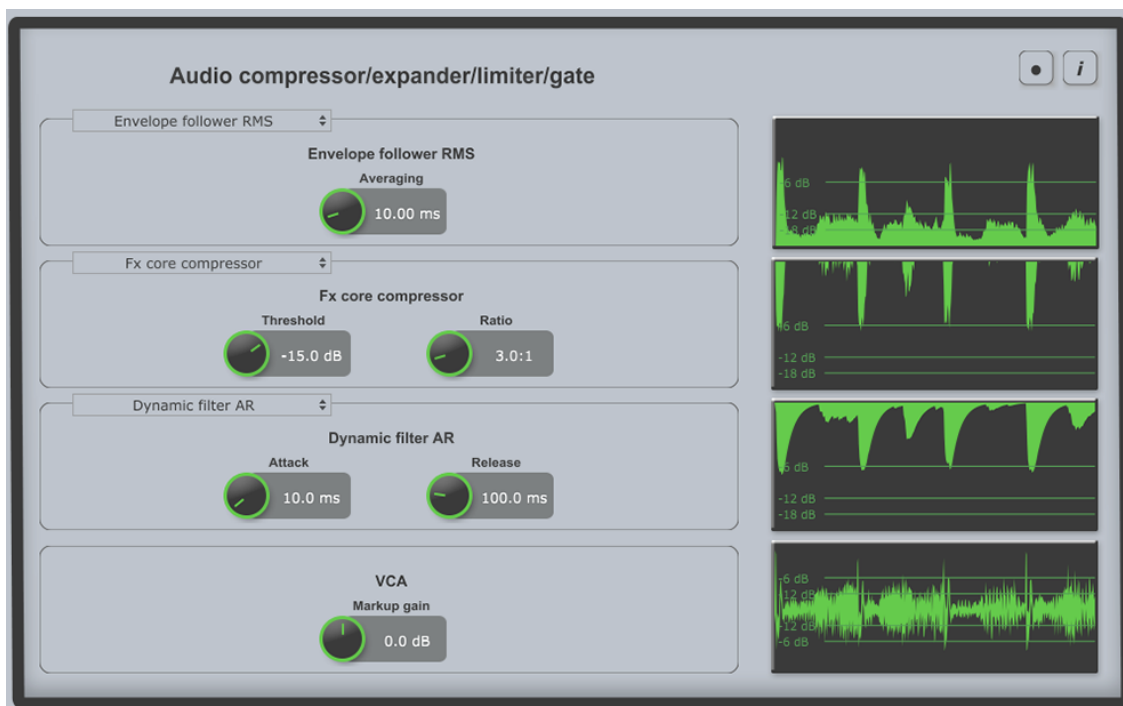 Audio compressor/expander/limiter/gate
i
Envelope follower RMS
Envelope follower RMS
Averaging
10.00 ms
-6 dB
-12 dB
-18 dB
Fx core compressor
Fx core compressor
Threshold
Ratio
-15.0 dB
3.0:1
-6 dB
-12 dB
-18 dB
Dynamic filter AR
Dynamic filter AR
Attack
Release
10.0 ms
100.0 ms
-6 dB
-12 dB
-18 dB
VCA
Markup gain
0.0 dB
-6 dB
-12 dB
-12 dB
-6 dB